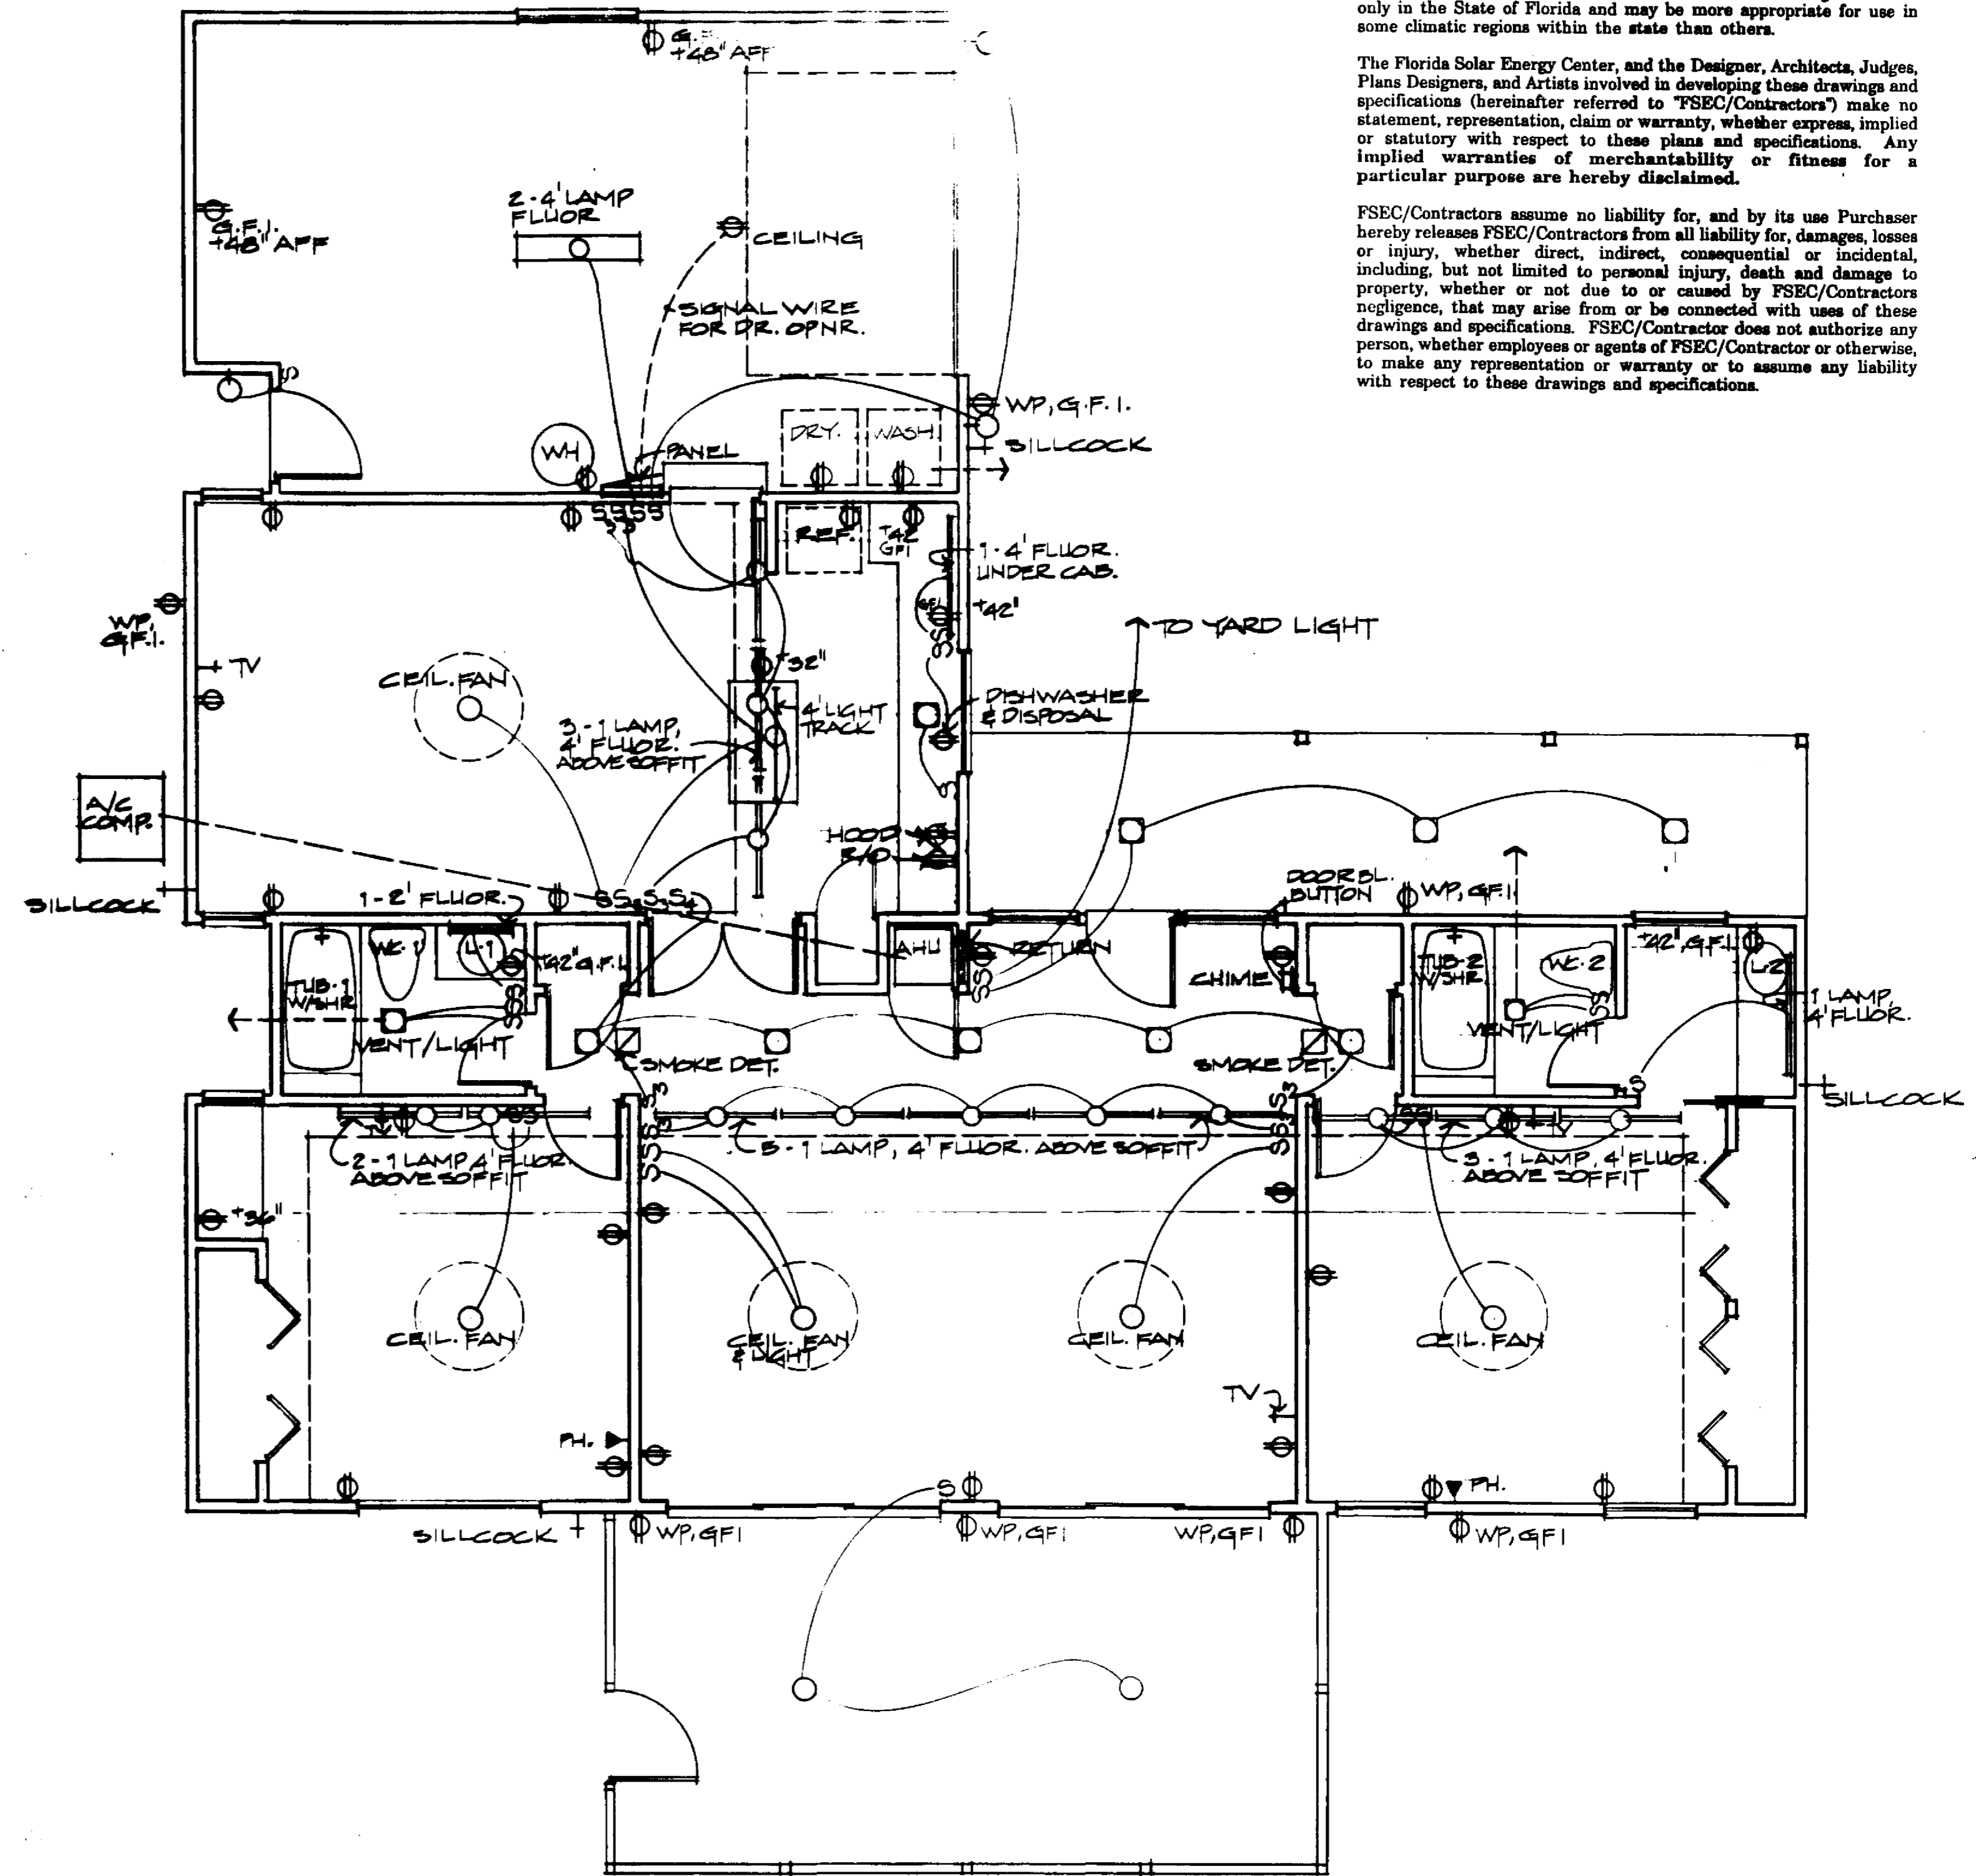 only in the State of Florida and may be more appropriate for use in
some climatic regions within the state than others.
The Florida Solar Energy Center, and the Designer, Architects, Judges,
Plans Designers, and Artists involved in developing these drawings and
specifications (hereinafter referred to "FSEC/Contractors") make no
statement, representation, claim or warranty, whether express, implied
or statutory with respect to these plans and specifications. Any
implied warranties of merchantability or fitness for a
particular purpose are hereby disclaimed.
FSEC/Contractors assume no liability for, and by its use Purchaser
hereby releases FSEC/Contractors from all liability for, damages, losses
or injury, whether direct, indirect, consequential or incidental,
including, but not limited to personal injury, death and damage to
property, whether or not due to or caused by FSEC/Contractors
negligence, that may arise from or be connected with uses of these
drawings and specifications. FSEC/Contractor does not authorize any
person, whether employees or agents of FSEC/Contractor or otherwise,
to make any representation or warranty or to assume any liability
with respect to these drawings and specifications.
+48" AFF
G.F.I.
+48" AFF
2-4' LAMP
FLUOR
CEILING
SIGNAL WIRE
FOR DR. OPNR.
S
WP, G.F.I.
SILLCOCK
DRY.
WASH
WH
PANEL
SSSS
REF.
+42
GFI
1-4' FLUOR.
UNDER CAB.
GFI
+42"
SS
WP,
G.F.I.
TV
CEIL. FAN
+32"
4' LIGHT
TRACK
3-1 LAMP,
4' FLUOR.
ABOVE SOFFIT
DISHWASHER
& DISPOSAL
S
TO YARD LIGHT
A/C
COMP.
HOOD
R/O
SILLCOCK
1-2' FLUOR.
DOORBL.
BUTTON
WP, GFI
TUB-1
W/SHR
WC-1
L-1
+42" G.F.I.
SSS
AHU
RETURN
SS
CHIME
TUB-2
W/SHR
WC-2
+42", G.F.I.
L-2
SS
VENT/LIGHT
VENT/LIGHT
1 LAMP,
4' FLUOR.
SMOKE DET.
SMOKE DET.
S
SILLCOCK
S3
S3
TV
SS
SS
2-1 LAMP 4' FLUOR.
ABOVE SOFFIT
5-1 LAMP, 4' FLUOR. ABOVE SOFFIT
3-1 LAMP, 4' FLUOR.
ABOVE SOFFIT
+36"
CEIL. FAN
CEIL. FAN
& LIGHT
CEIL. FAN
CEIL. FAN
TV
PH.
S
PH.
SILLCOCK
WP, GFI
WP, GFI
WP, GFI
WP, GFI